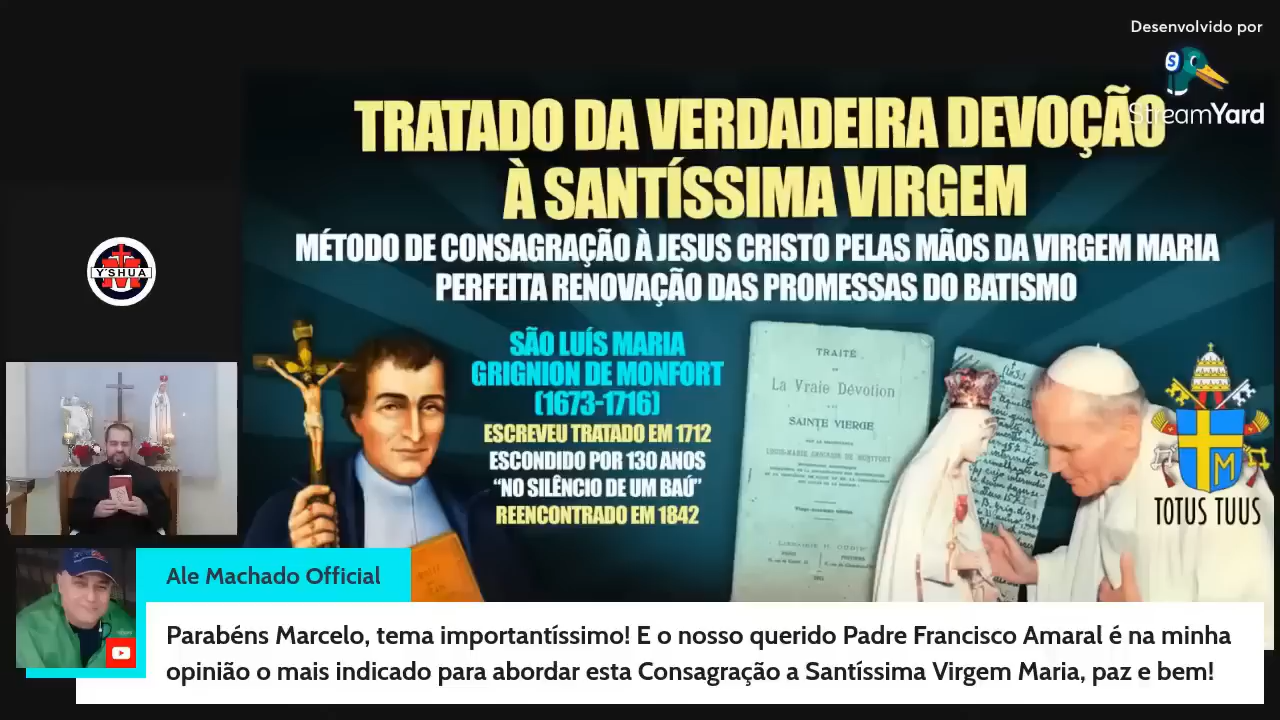 Desenvolvido por
StreamYard
TRATADO DA VERDADEIRA DEVOÇÃO
À SANTÍSSIMA VIRGEM
MÉTODO DE CONSAGRAÇÃO À JESUS CRISTO PELAS MÃOS DA VIRGEM MARIA
PERFEITA RENOVAÇÃO DAS PROMESSAS DO BATISMO
Y'SHUA
SÃO LUÍS MARIA
GRIGNION DE MONFORT
(1673-1716)
ESCREVEU TRATADO EM 1712
ESCONDIDO POR 130 ANOS
“NO SILÊNCIO DE UM BAÚ”
REENCONTRADO EM 1842
TRAITÉ
La Vraie Dévotion
SAINTE VIERGE
M
TOTUS TUUS
Ale Machado Official
Parabéns Marcelo, tema importantíssimo! E o nosso querido Padre Francisco Amaral é na minha
opinião o mais indicado para abordar esta Consagração a Santíssima Virgem Maria, paz e bem!